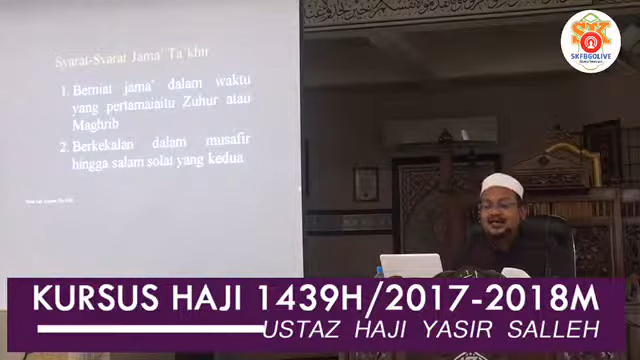 Syarat-Syarat Jama' Ta'khir
1. Berniat jama' dalam waktu
yang pertamaiaitu Zuhur atau
Maghrib
2. Berkekalan dalam musafir
hingga salam solat yang kedua
SKFBGOLIVE
KURSUS HAJI 1439H/2017-2018M
USTAZ HAJI YASIR SALLEH